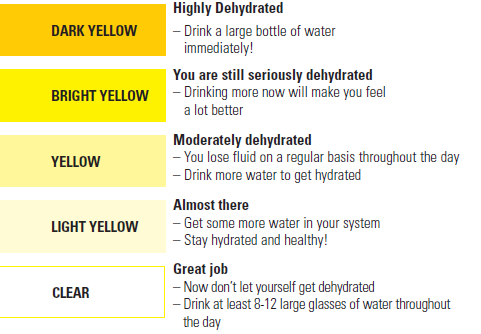 DARK YELLOW
Highly Dehydrated
– Drink a large bottle of water
immediately!
BRIGHT YELLOW
You are still seriously dehydrated
– Drinking more now will make you feel
a lot better
YELLOW
Moderately dehydrated
– You lose fluid on a regular basis throughout the day
– Drink more water to get hydrated
LIGHT YELLOW
Almost there
– Get some more water in your system
– Stay hydrated and healthy!
CLEAR
Great job
– Now don't let yourself get dehydrated
– Drink at least 8-12 large glasses of water throughout
the day